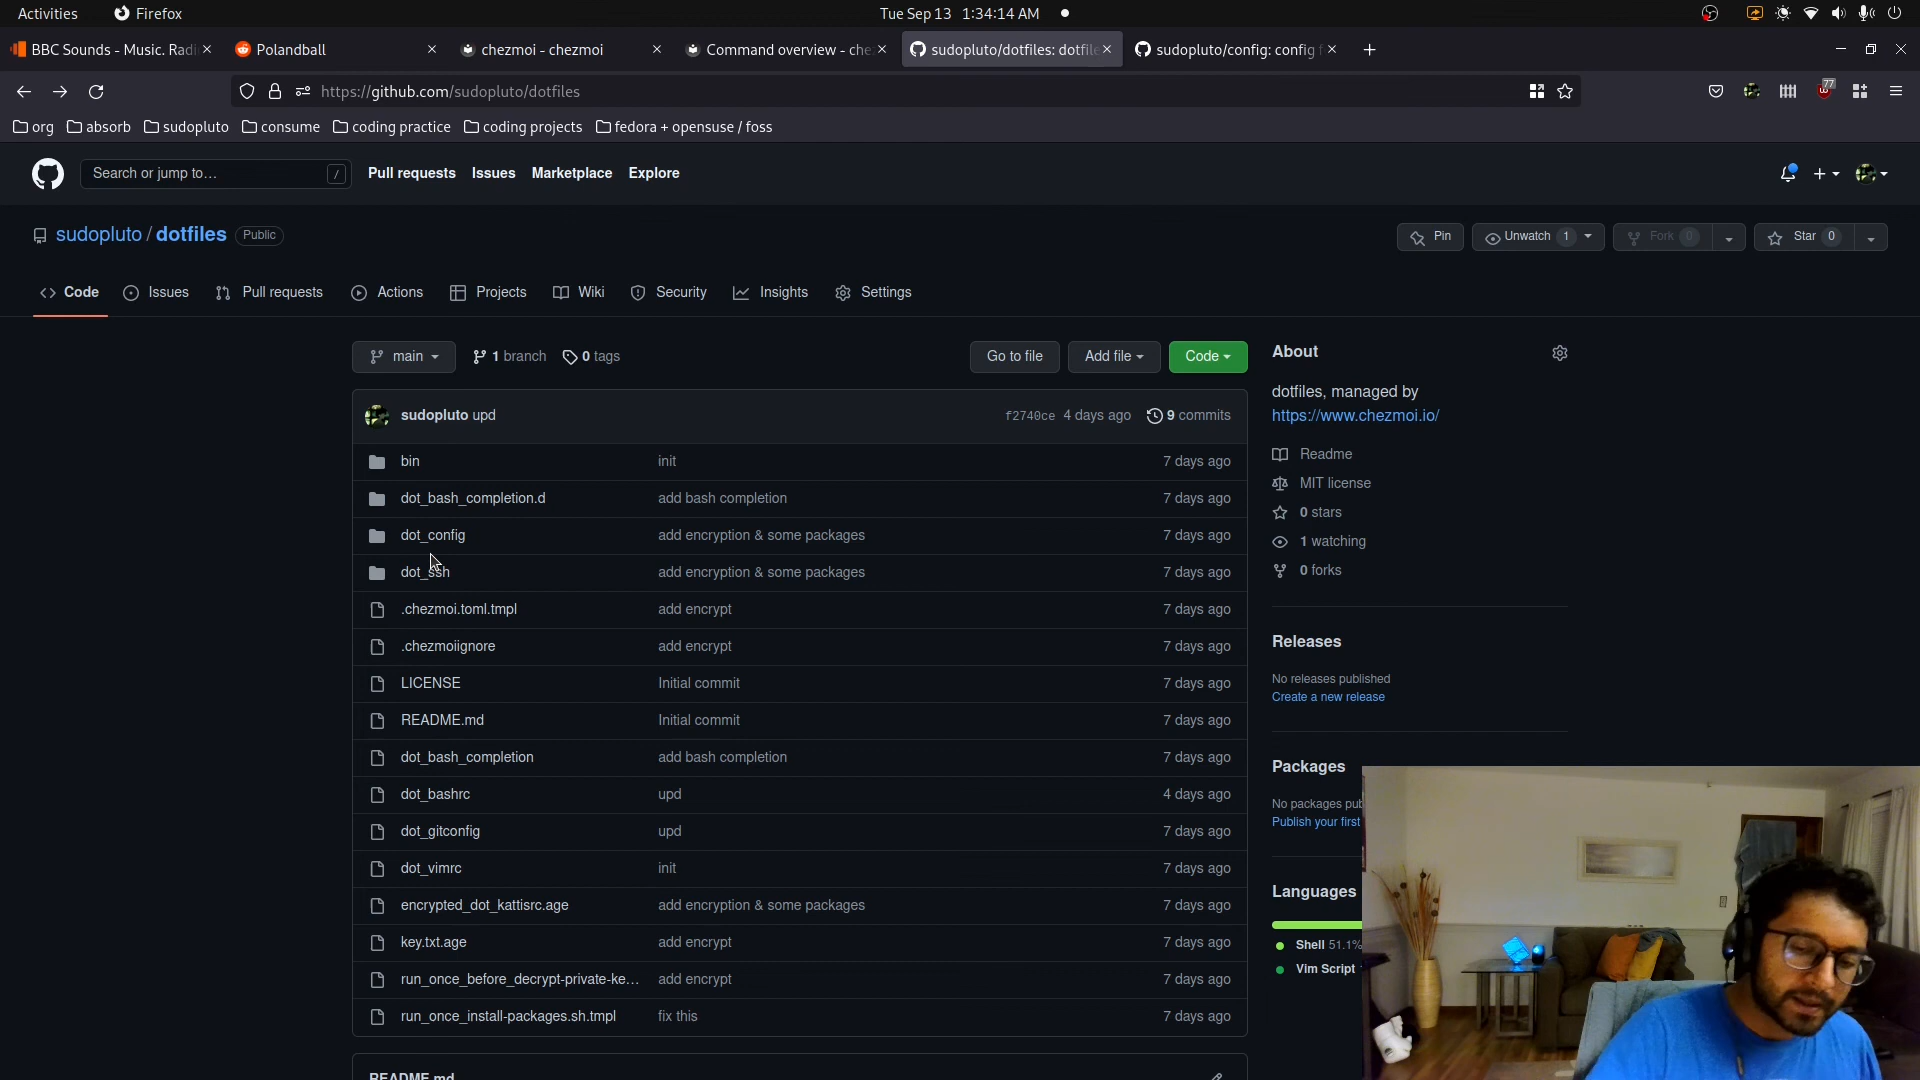 Activities
Firefox
Tue Sep 13 1:34:14 AM
BBC Sounds - Music. Radi
Polandball
chezmoi - chezmoi
Command overview - che
sudopluto/dotfiles: dotfile
sudopluto/config: config f
https://github.com/sudopluto/dotfiles
77
org
absorb
sudopluto
consume
coding practice
coding projects
fedora + opensuse / foss
Search or jump to…
/
Pull requests
Issues
Marketplace
Explore
sudopluto / dotfiles
Public
Pin
Unwatch 1
Fork 0
Star 0
Code
Issues
Pull requests
Actions
Projects
Wiki
Security
Insights
Settings
main
1 branch
0 tags
Go to file
Add file
Code
sudopluto upd
f2740ce 4 days ago
9 commits
bin init 7 days ago
dot_bash_completion.d add bash completion 7 days ago
dot_config add encryption & some packages 7 days ago
dot_ssh add encryption & some packages 7 days ago
.chezmoi.toml.tmpl add encrypt 7 days ago
.chezmoiignore add encrypt 7 days ago
LICENSE Initial commit 7 days ago
README.md Initial commit 7 days ago
dot_bash_completion add bash completion 7 days ago
dot_bashrc upd 4 days ago
dot_gitconfig upd 7 days ago
dot_vimrc init 7 days ago
encrypted_dot_kattisrc.age add encryption & some packages 7 days ago
key.txt.age add encrypt 7 days ago
run_once_before_decrypt-private-ke… add encrypt 7 days ago
run_once_install-packages.sh.tmpl fix this 7 days ago
README.md
About
dotfiles, managed by
https://www.chezmoi.io/
Readme
MIT license
0 stars
1 watching
0 forks
Releases
No releases published
Create a new release
Packages
No packages pub
Publish your first
Languages
Shell 51.1%
Vim Script